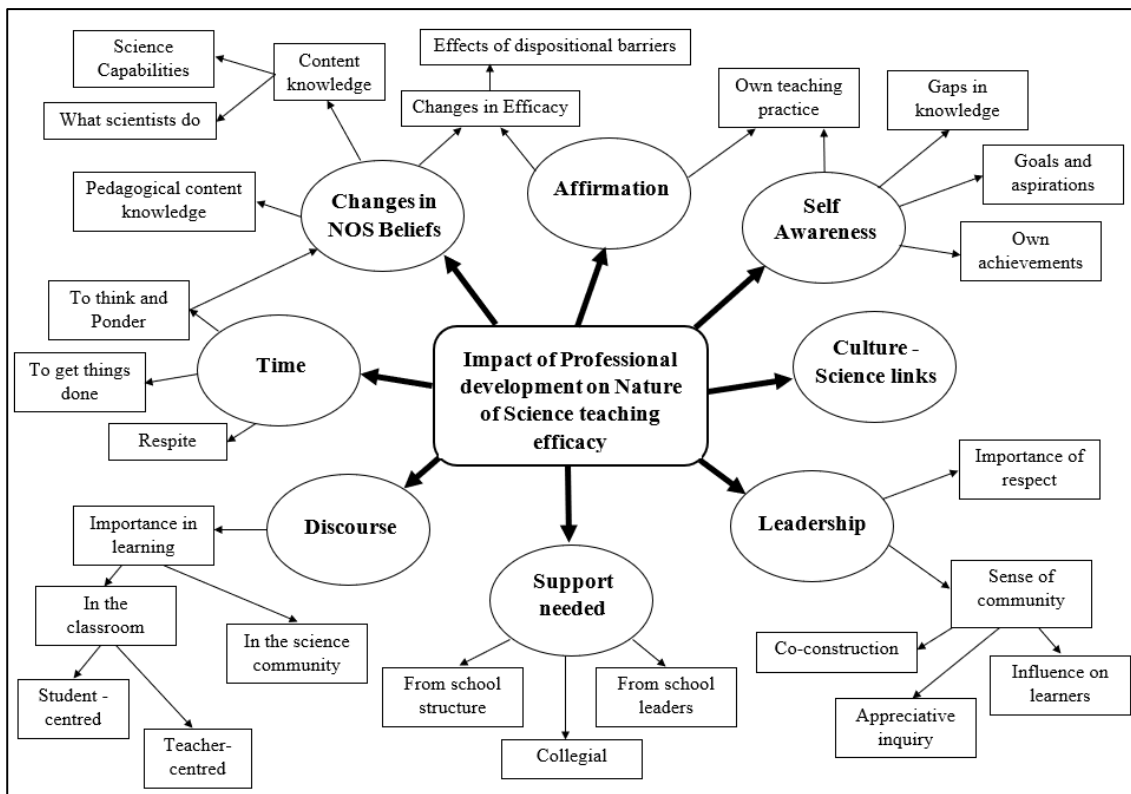 Science
Capabilities
What scientists do
Content
knowledge
Effects of dispositional barriers
Changes in Efficacy
Own teaching
practice
Gaps in
knowledge
Goals and
aspirations
Own
achievements
Pedagogical content
knowledge
Changes in
NOS Beliefs
Affirmation
Self
Awareness
To think and
Ponder
To get things
done
Respite
Time
Impact of Professional
development on Nature
of Science teaching
efficacy
Culture -
Science links
Importance in
learning
Discourse
Support
needed
Leadership
Importance of
respect
In the
classroom
In the science
community
Student -
centred
Teacher-
centred
From school
structure
Collegial
From school
leaders
Sense of
community
Co-construction
Appreciative
inquiry
Influence on
learners